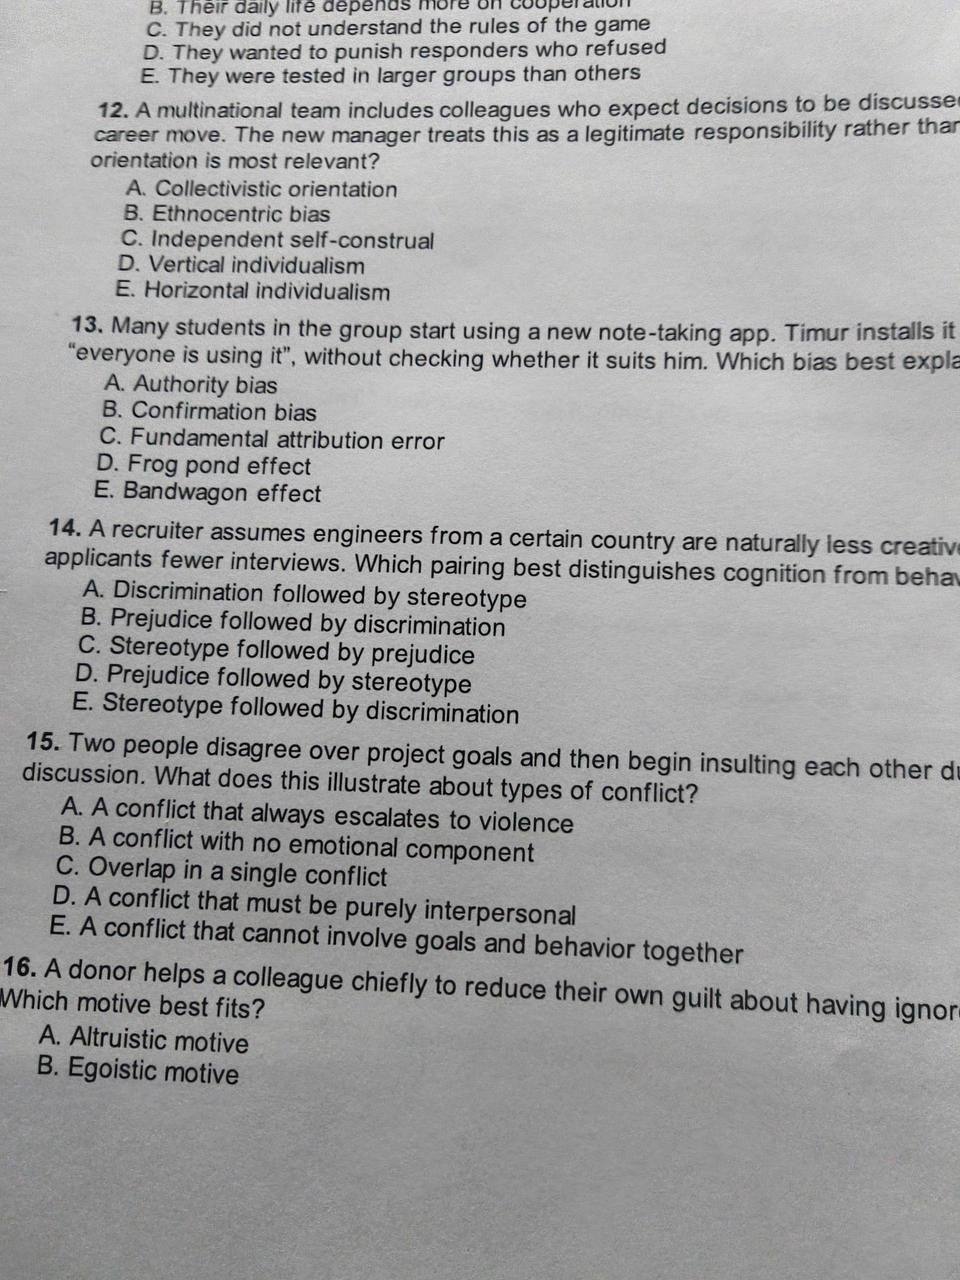 B. Their daily life depends more on cooperation
C. They did not understand the rules of the game
D. They wanted to punish responders who refused
E. They were tested in larger groups than others
12. A multinational team includes colleagues who expect decisions to be
career move. The new manager treats this as a legitimate responsibility rather than
orientation is most relevant?
A. Collectivistic orientation
B. Ethnocentric bias
C. Independent self-construal
D. Vertical individualism
E. Horizontal individualism
13. Many students in the group start using a new note-taking app. Timur installs it
“everyone is using it”, without checking whether it suits him. Which bias best
A. Authority bias
B. Confirmation bias
C. Fundamental attribution error
D. Frog pond effect
E. Bandwagon effect
14. A recruiter assumes engineers from a certain country are naturally less
applicants fewer interviews. Which pairing best distinguishes cognition from
A. Discrimination followed by stereotype
B. Prejudice followed by discrimination
C. Stereotype followed by prejudice
D. Prejudice followed by stereotype
E. Stereotype followed by discrimination
15. Two people disagree over project goals and then begin insulting each other
discussion. What does this illustrate about types of conflict?
A. A conflict that always escalates to violence
B. A conflict with no emotional component
C. Overlap in a single conflict
D. A conflict that must be purely interpersonal
E. A conflict that cannot involve goals and behavior together
16. A donor helps a colleague chiefly to reduce their own guilt about having
Which motive best fits?
A. Altruistic motive
B. Egoistic motive